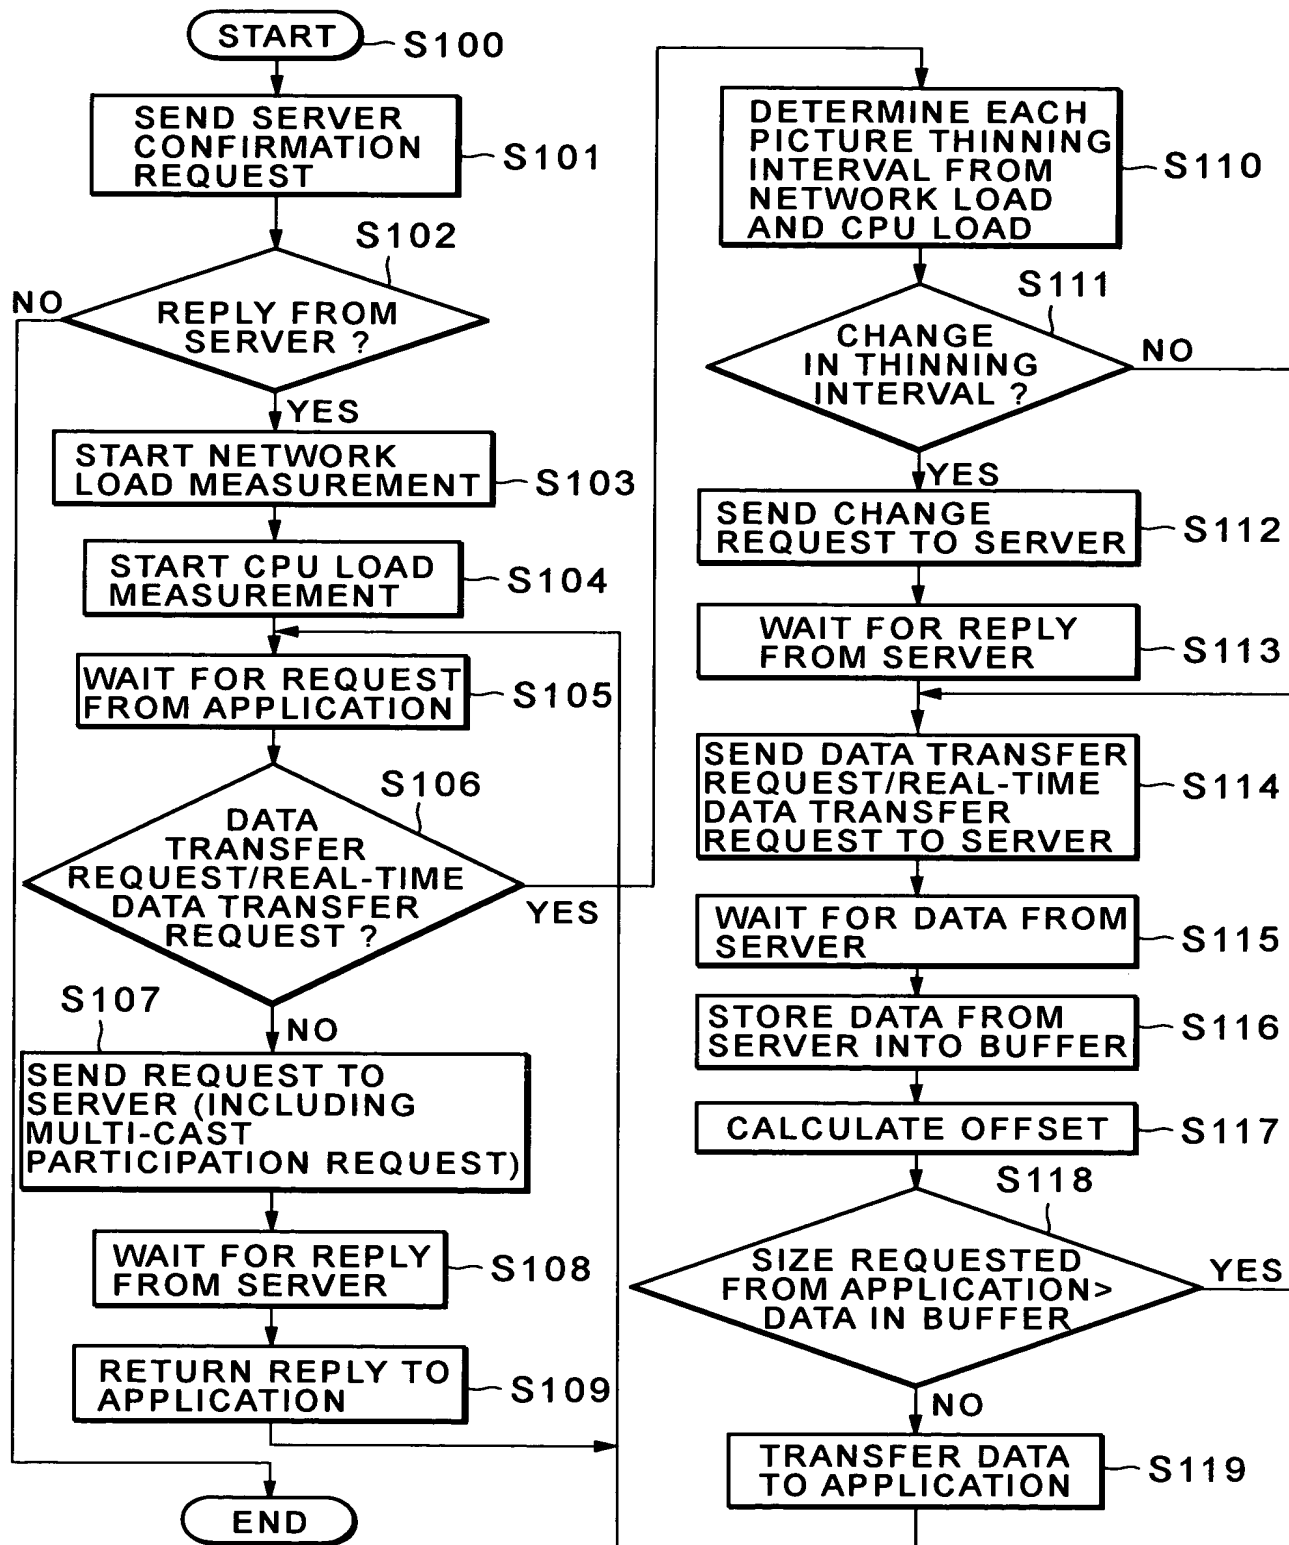 START
S100
SEND SERVER
CONFIRMATION
REQUEST
S101
S102
NO
REPLY FROM
SERVER ?
YES
START NETWORK
LOAD MEASUREMENT
S103
START CPU LOAD
MEASUREMENT
S104
WAIT FOR REQUEST
FROM APPLICATION
S105
S106
DATA
TRANSFER
REQUEST/REAL-TIME
DATA TRANSFER
REQUEST ?
YES
S107
NO
SEND REQUEST TO
SERVER (INCLUDING
MULTI-CAST
PARTICIPATION REQUEST)
WAIT FOR REPLY
FROM SERVER
S108
RETURN REPLY TO
APPLICATION
S109
END
DETERMINE EACH
PICTURE THINNING
INTERVAL FROM
NETWORK LOAD
AND CPU LOAD
S110
S111
CHANGE
IN THINNING
INTERVAL ?
NO
YES
SEND CHANGE
REQUEST TO SERVER
S112
WAIT FOR REPLY
FROM SERVER
S113
SEND DATA TRANSFER
REQUEST/REAL-TIME
DATA TRANSFER
REQUEST TO SERVER
S114
WAIT FOR DATA FROM
SERVER
S115
STORE DATA FROM
SERVER INTO BUFFER
S116
CALCULATE OFFSET
S117
S118
SIZE REQUESTED
FROM APPLICATION>
DATA IN BUFFER
YES
NO
TRANSFER DATA
TO APPLICATION
S119